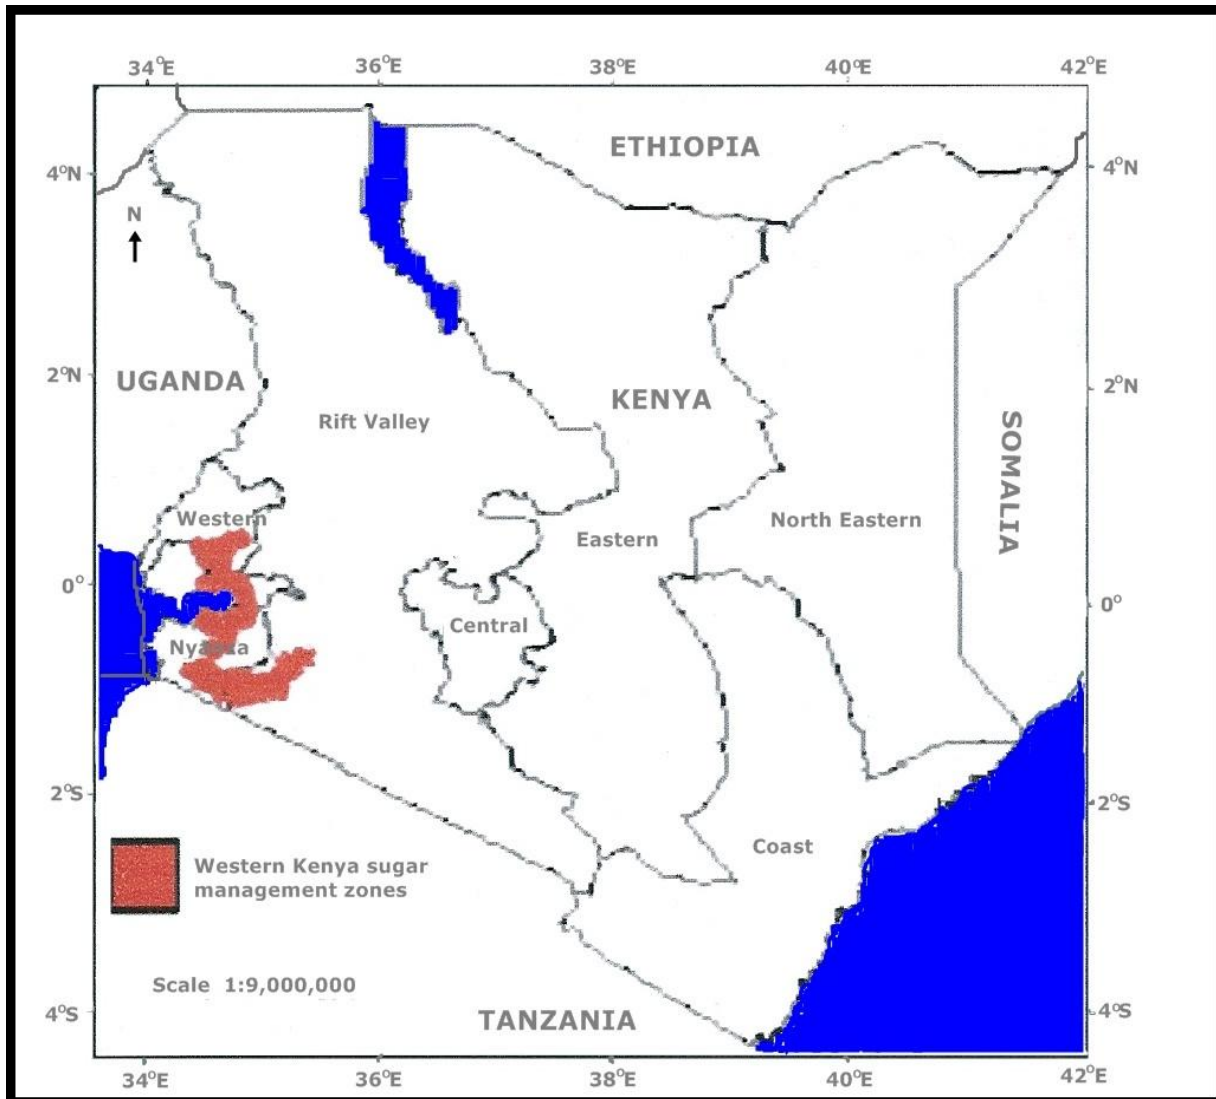 34°E 36°E 38°E 40°E 42°E
ETHIOPIA
4°N 4°N
N
UGANDA
2°N 2°N
KENYA
Rift Valley
SOMALIA
Western
North Eastern
Eastern
0° 0°
Central
Nyanza
2°S 2°S
Coast
Western Kenya sugar
management zones
Scale 1:9,000,000
4°S 4°S
TANZANIA
34°E 36°E 38°E 40°E 42°E